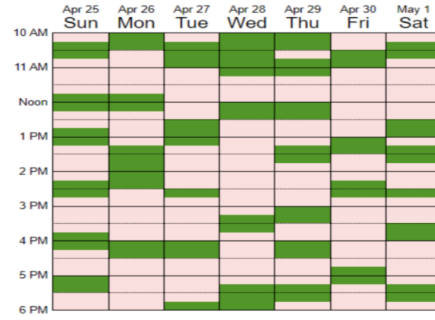 Apr 25 Apr 26 Apr 27 Apr 28 Apr 29 Apr 30 May 1
Sun Mon Tue Wed Thu Fri Sat
10 AM
11 AM
Noon
1 PM
2 PM
3 PM
4 PM
5 PM
6 PM